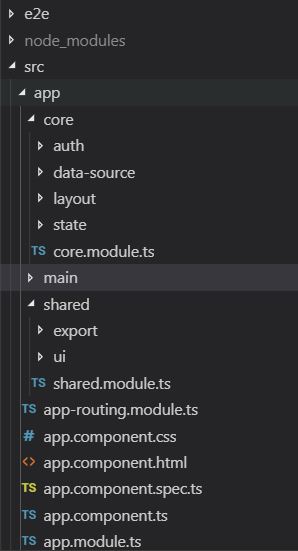 e2e
node_modules
src
app
core
auth
data-source
layout
state
TS core.module.ts
main
shared
export
ui
TS shared.module.ts
TS app-routing.module.ts
# app.component.css
<> app.component.html
TS app.component.spec.ts
TS app.component.ts
TS app.module.ts